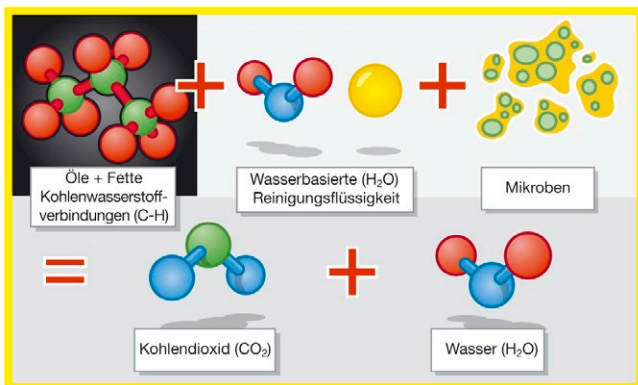 +
+
Öle + Fette
Kohlenwasserstoff-
verbindungen (C-H)
Wasserbasierte (H₂O)
Reinigungsflüssigkeit
Mikroben
=
+
Kohlendioxid (CO₂)
Wasser (H₂O)